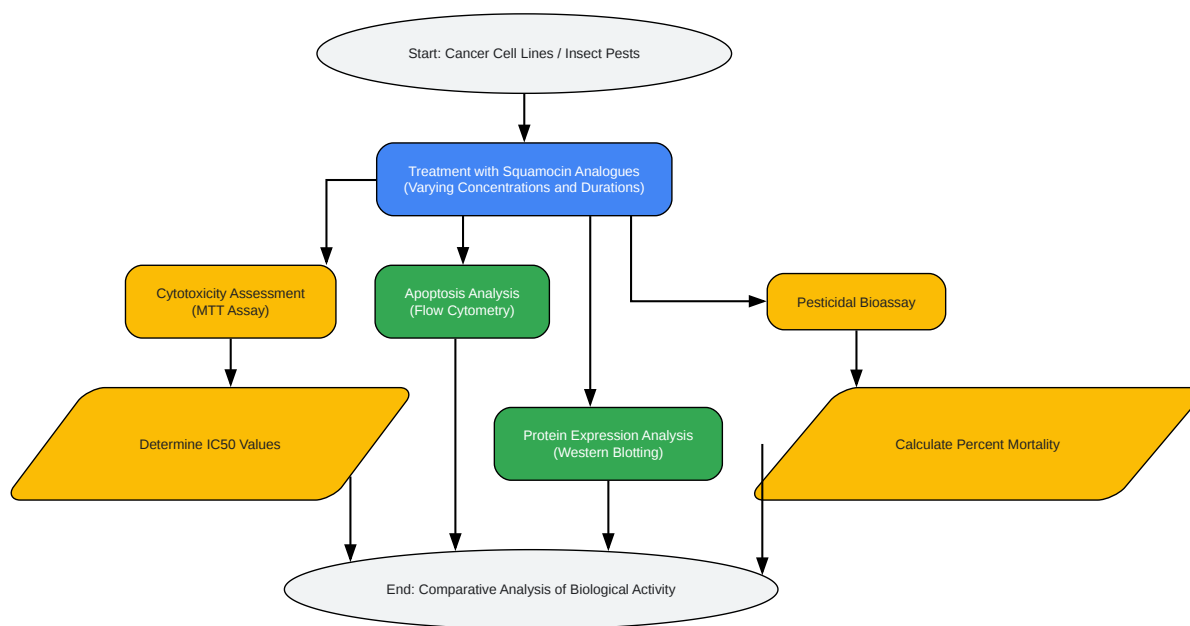 Start: Cancer Cell Lines / Insect Pests
Treatment with Squamocin Analogues
(Varying Concentrations and Durations)
Cytotoxicity Assessment
(MTT Assay)
Apoptosis Analysis
(Flow Cytometry)
Pesticidal Bioassay
Determine IC50 Values
Protein Expression Analysis
(Western Blotting)
Calculate Percent Mortality
End: Comparative Analysis of Biological Activity